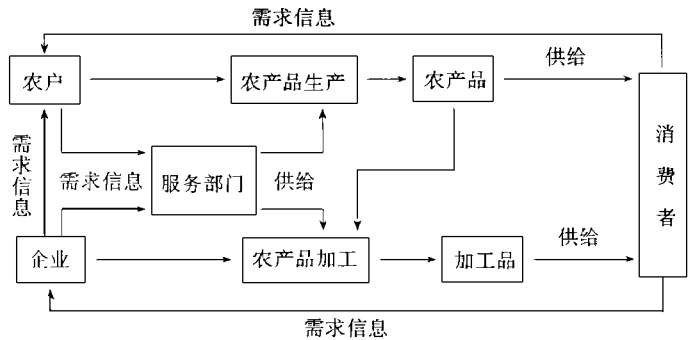 需求信息
供给
农户
农产品生产
农产品
消费者
需求信息
需求信息
服务部门
供给
供给
企业
农产品加工
加工品
需求信息